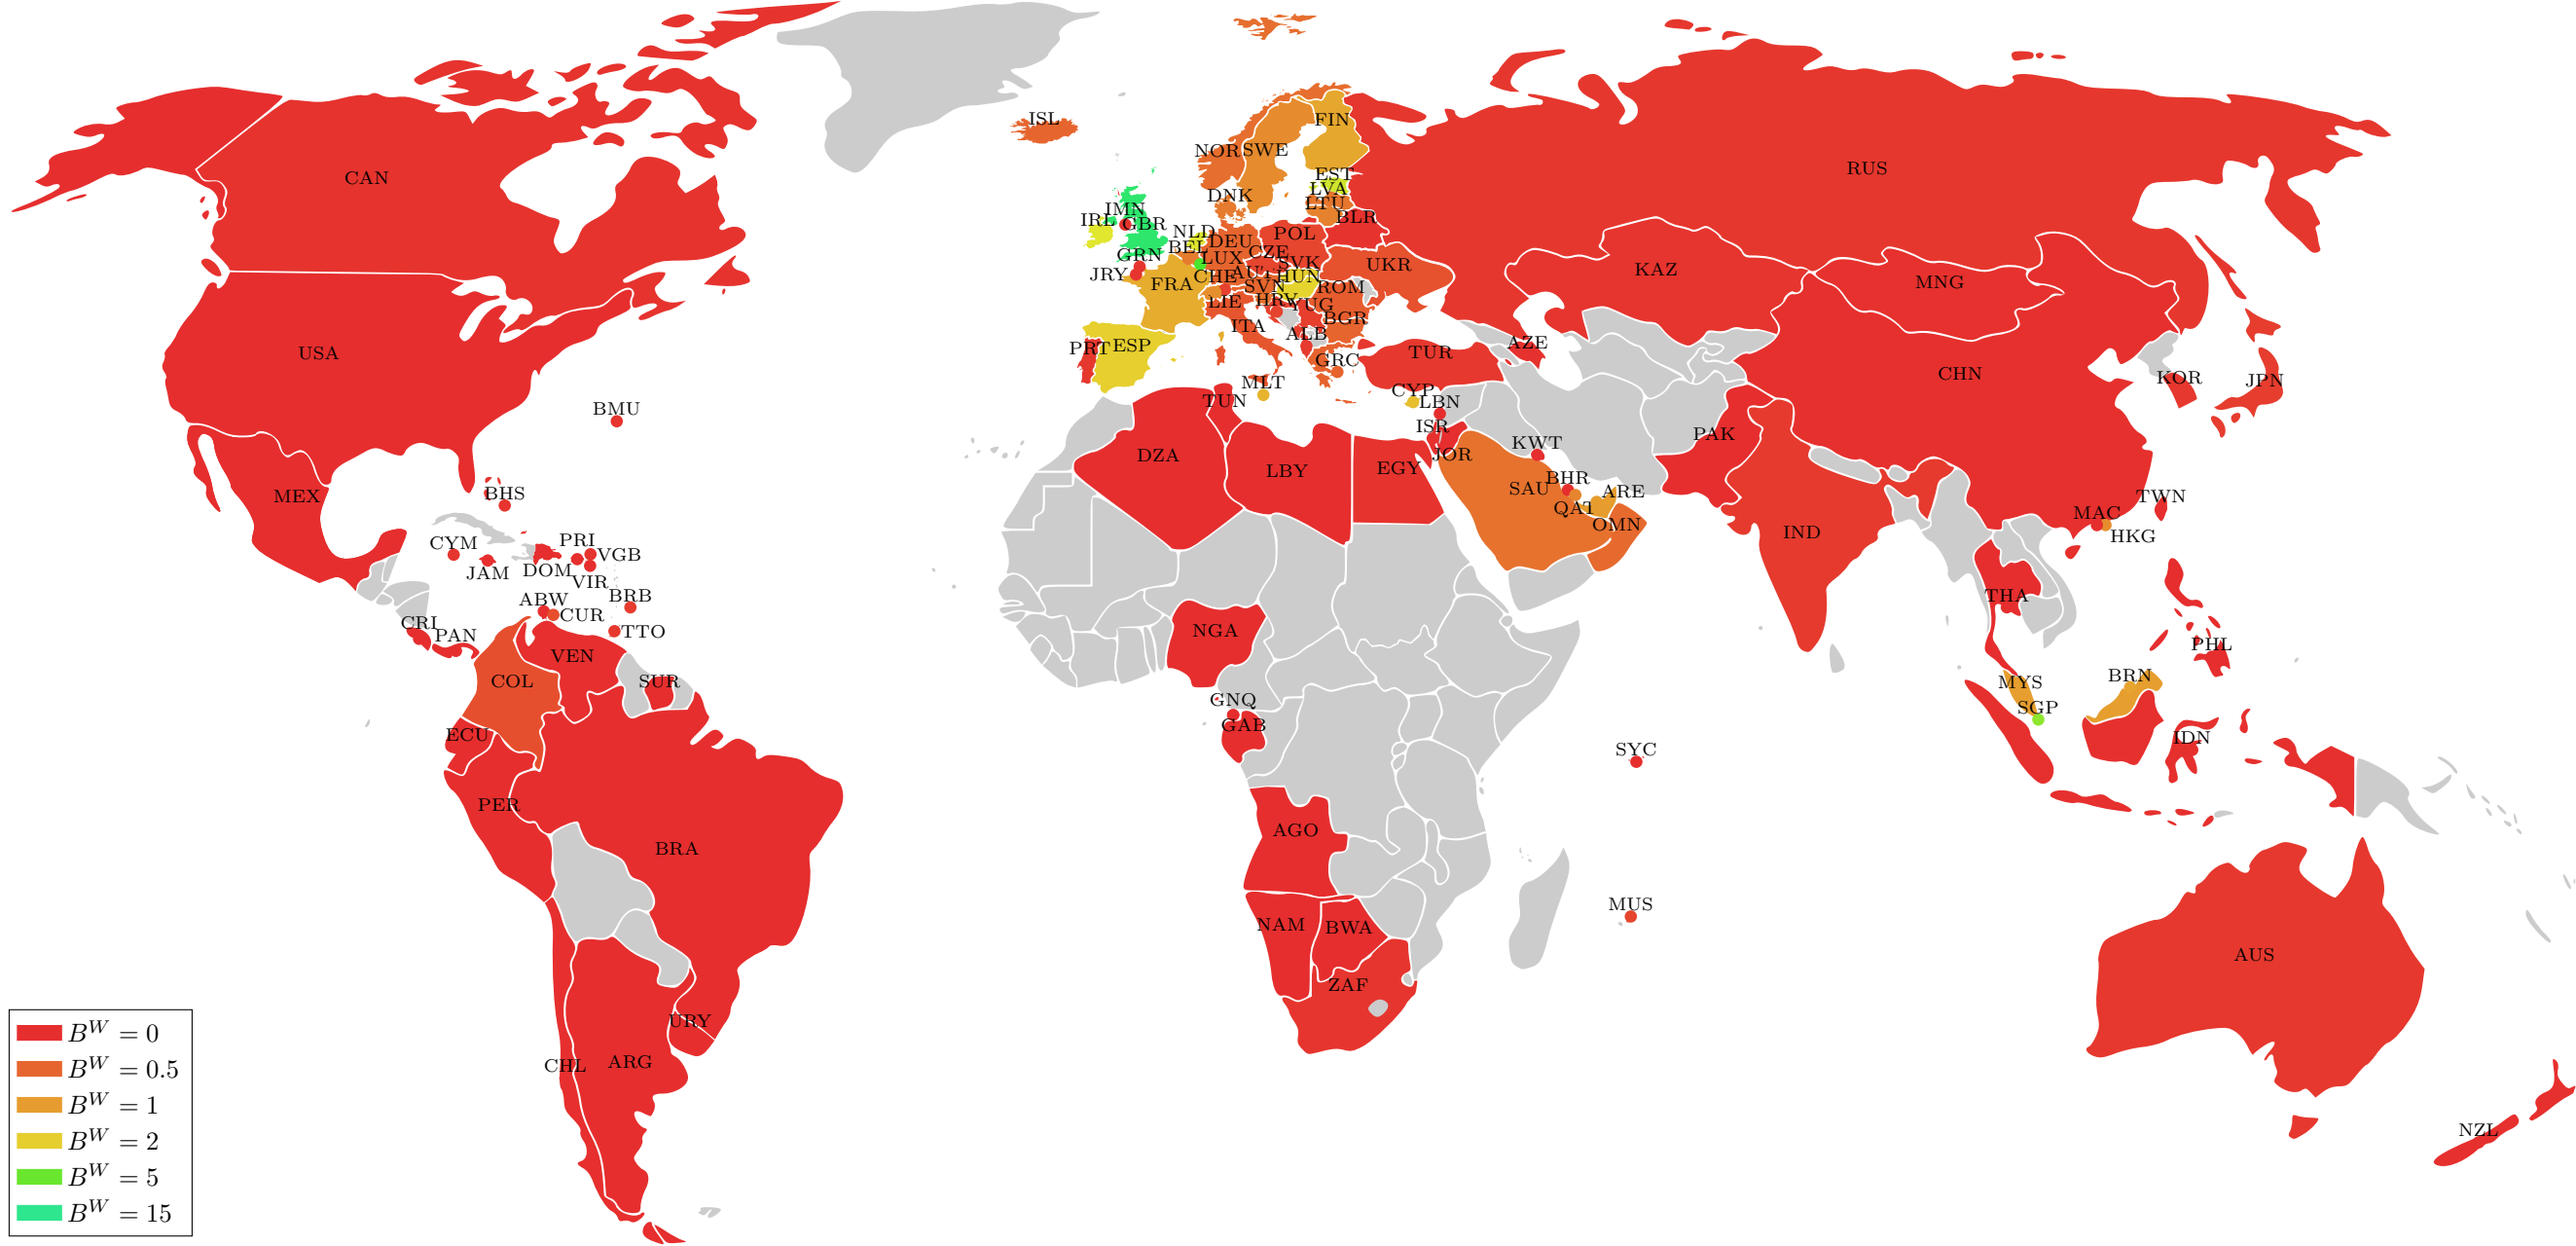 ISL
FIN
NOR
SWE
CAN
RUS
EST
LVA
DNK
LTU
IMN
BLR
IRL
GBR
NLD
POL
DEU
BEL
CZE
GRN
LUX
SVK
UKR
KAZ
JRY
CHE
HUN
MNG
FRA
SVN
ROM
LIE
HRV
YUG
BGR
ITA
ALB
AZE
PRT
ESP
USA
TUR
GRC
CHN
KOR
JPN
MLT
CYP
TUN
LBN
BMU
ISR
PAK
KWT
DZA
JOR
LBY
EGY
BHR
SAU
ARE
BHS
MEX
TWN
QAT
MAC
OMN
IND
HKG
CYM
PRI
VGB
JAM
DOM
VIR
BRB
THA
ABW
CUR
CRI
TTO
PAN
NGA
PHL
VEN
COL
SUR
BRN
MYS
GNQ
SGP
GAB
ECU
IDN
SYC
PER
AGO
BRA
MUS
NAM
BWA
AUS
ZAF
URY
CHL
ARG
NZL
B^W = 0
B^W = 0.5
B^W = 1
B^W = 2
B^W = 5
B^W = 15